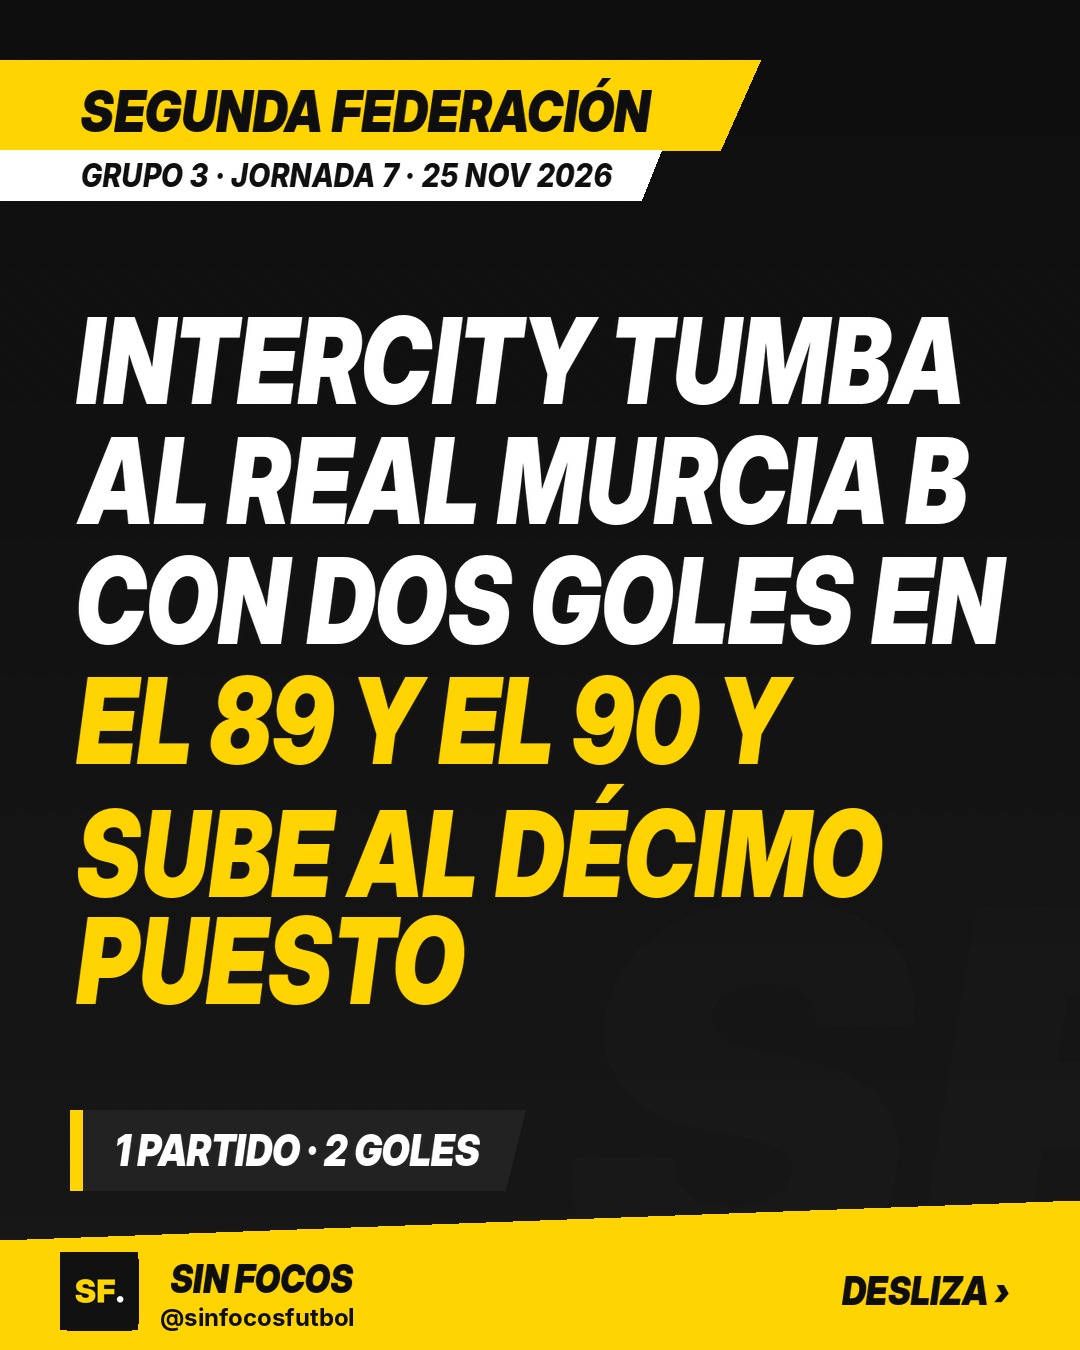 SEGUNDA FEDERACIÓN
GRUPO 3 · JORNADA 7 · 25 NOV 2026
INTERCITY TUMBA
AL REAL MURCIA B
CON DOS GOLES EN
EL 89 Y EL 90 Y
SUBE AL DÉCIMO
PUESTO
1 PARTIDO · 2 GOLES
SF.
SIN FOCOS
@sinfocosfutbol
DESLIZA ›